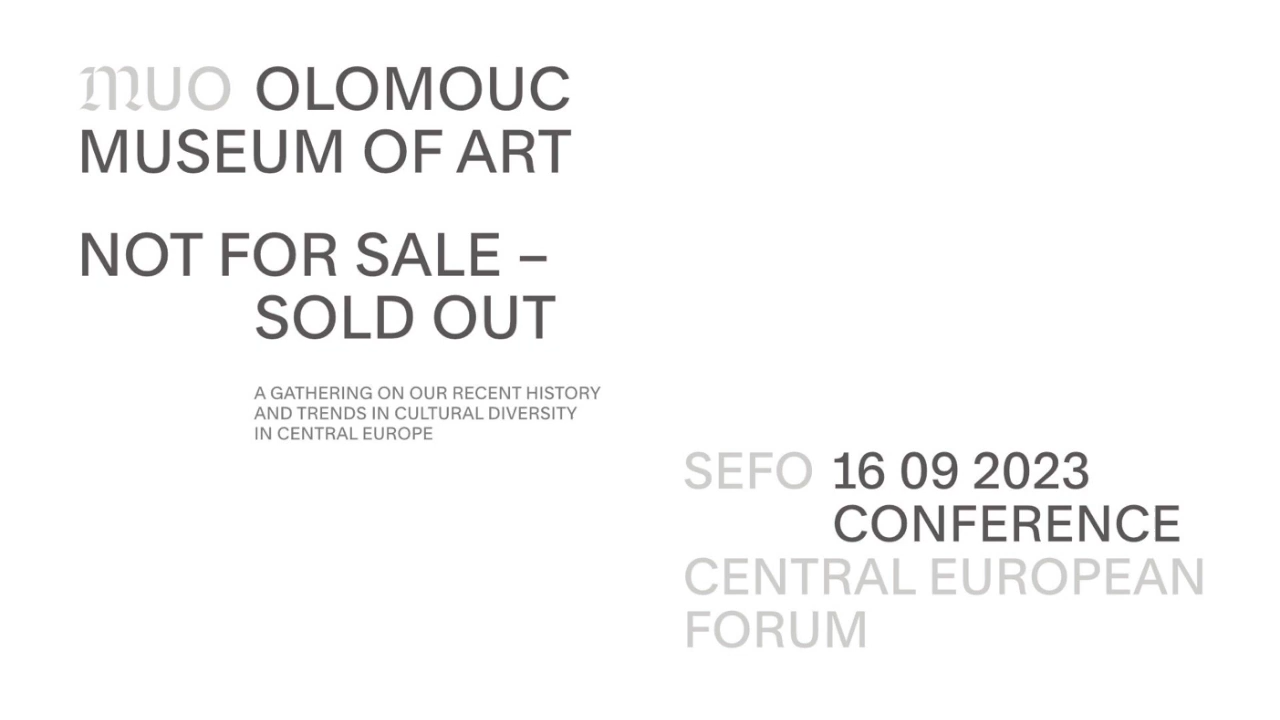 MUO OLOMOUC
MUSEUM OF ART
NOT FOR SALE –
SOLD OUT
A GATHERING ON OUR RECENT HISTORY
AND TRENDS IN CULTURAL DIVERSITY
IN CENTRAL EUROPE
SEFO 16 09 2023
CONFERENCE
CENTRAL EUROPEAN
FORUM